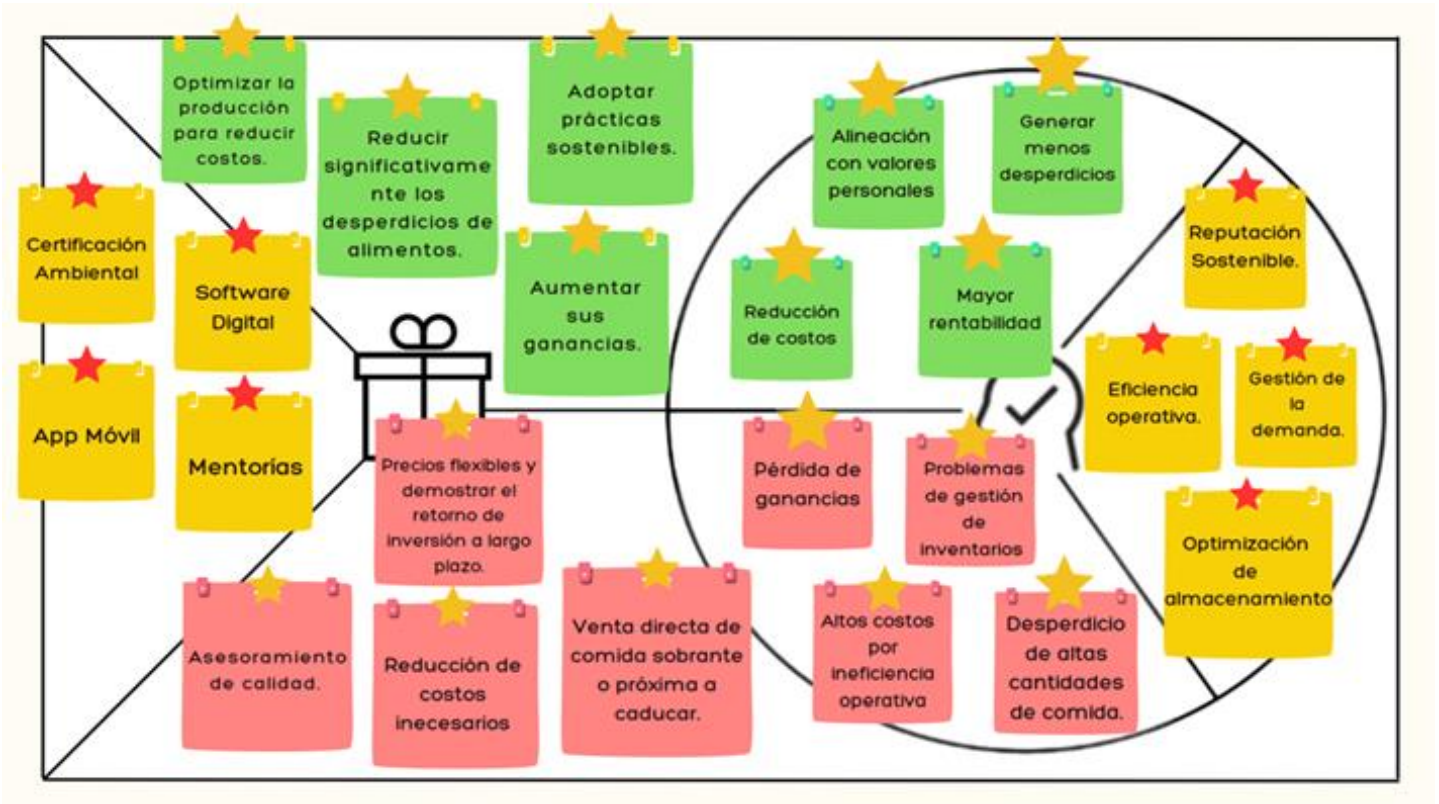 Optimizar la
producción
para reducir
costos.
Reducir
significativame
nte los
desperdicios de
alimentos.
Adoptar
prácticas
sostenibles.
Aumentar
sus
ganancias.
Certificación
Ambiental
Software
Digital
App Móvil
Mentorías
Precios flexibles y
demostrar el
retorno de
inversión a largo
plazo.
Asesoramiento
de calidad.
Reducción de
costos
inecesarios
Venta directa de
comida sobrante
o próxima a
caducar.
Alineación
con valores
personales
Generar
menos
desperdicios
Reducción
de costos
Mayor
rentabilidad
Reputación
Sostenible.
Eficiencia
operativa.
Gestión de
la
demanda.
Optimización
de
almacenamiento
Pérdida de
ganancias
Problemas
de gestión
de
inventarios
Altos costos
por
ineficiencia
operativa
Desperdicio
de altas
cantidades
de comida.